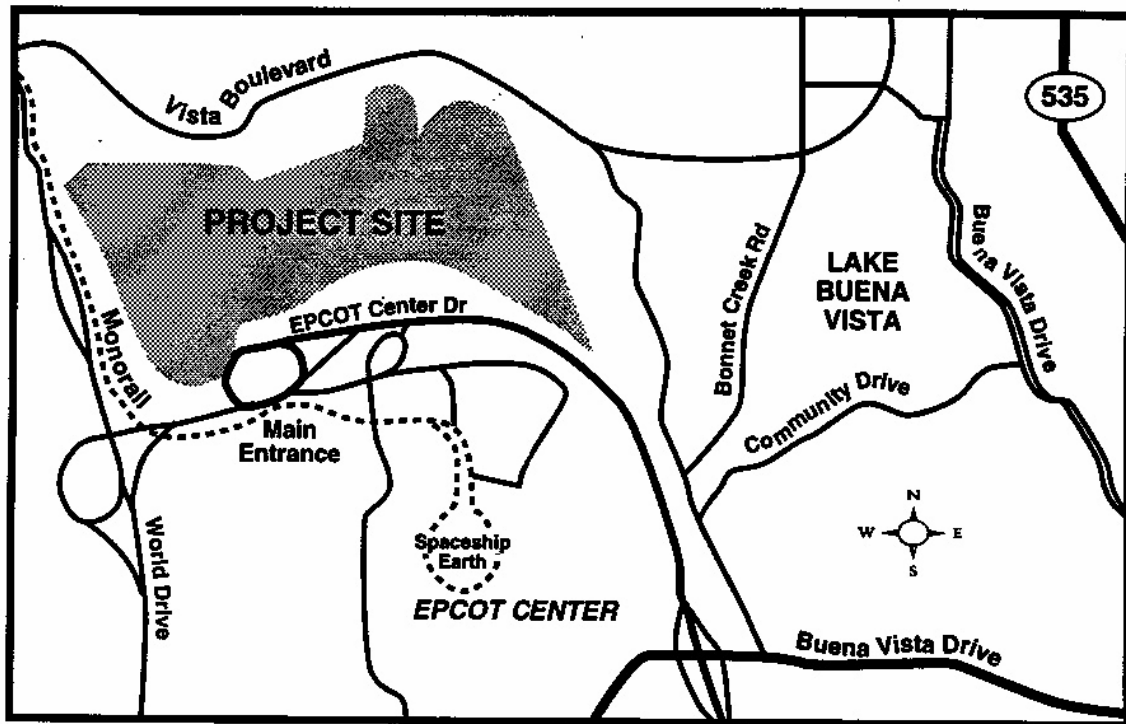 Vista Boulevard
535
PROJECT SITE
Bonnet Creek Rd
LAKE
BUENA
VISTA
Buena Vista Drive
EPCOT Center Dr
Monorail
Community Drive
Main
Entrance
N
W
E
S
World Drive
Spaceship
Earth
EPCOT CENTER
Buena Vista Drive